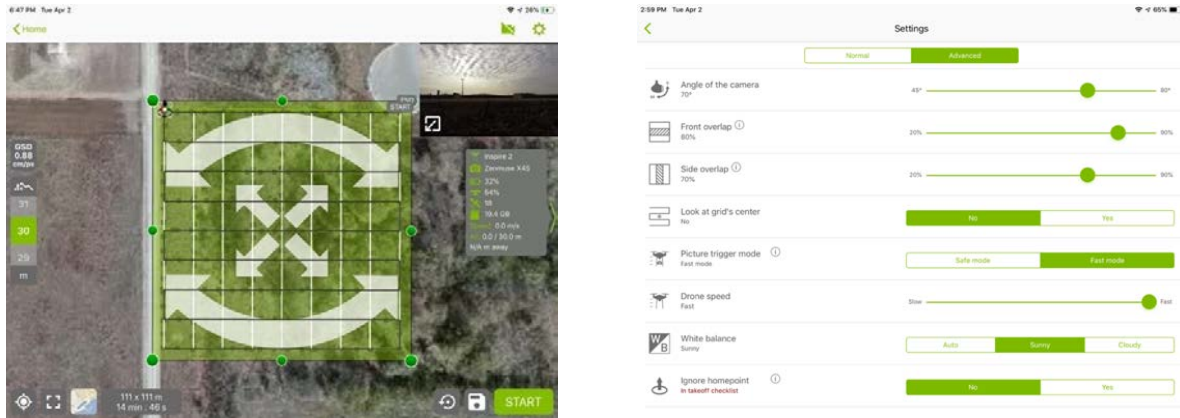 6:47 PM Tue Apr 2
26%
Home
START
GSD
0.88
cm/px
31
30
29
m
Inspire 2
Zenmuse X4S
32%
64%
18
19.4 GB
0.0 m/s
0.0 / 30.0 m
N/A m away
111 x 111 m
14 min : 46 s
START
2:59 PM Tue Apr 2
65%
Settings
Normal
Advanced
Angle of the camera
70°
45°
80°
Front overlap
80%
20%
90%
Side overlap
70%
20%
90%
Look at grid's center
No
No
Yes
Picture trigger mode
Fast mode
Safe mode
Fast mode
Drone speed
Fast
Slow
Fast
W
B
White balance
Sunny
Auto
Sunny
Cloudy
Ignore homepoint
in takeoff checklist
No
Yes